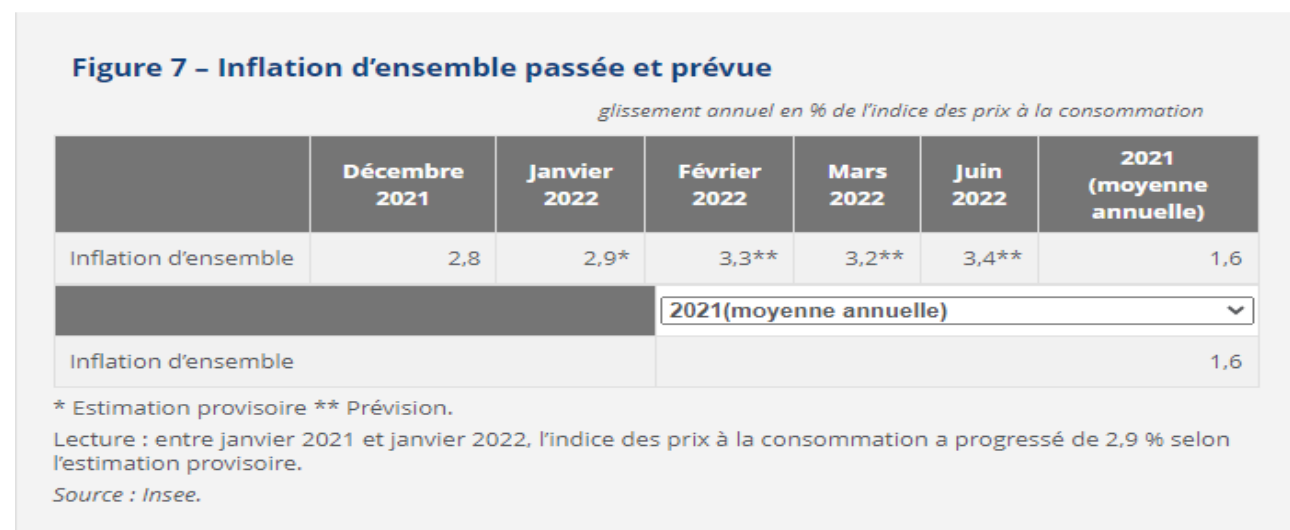 Figure 7 – Inflation d’ensemble passée et prévue
glissement annuel en % de l’indice des prix à la consommation
Décembre 2021 Janvier 2022 Février 2022 Mars 2022 Juin 2022 2021 (moyenne annuelle)
Inflation d’ensemble 2,8 2,9* 3,3** 3,2** 3,4** 1,6
2021(moyenne annuelle)
Inflation d’ensemble 1,6
* Estimation provisoire ** Prévision.
Lecture : entre janvier 2021 et janvier 2022, l’indice des prix à la consommation a progressé de 2,9 % selon
l’estimation provisoire.
Source : Insee.